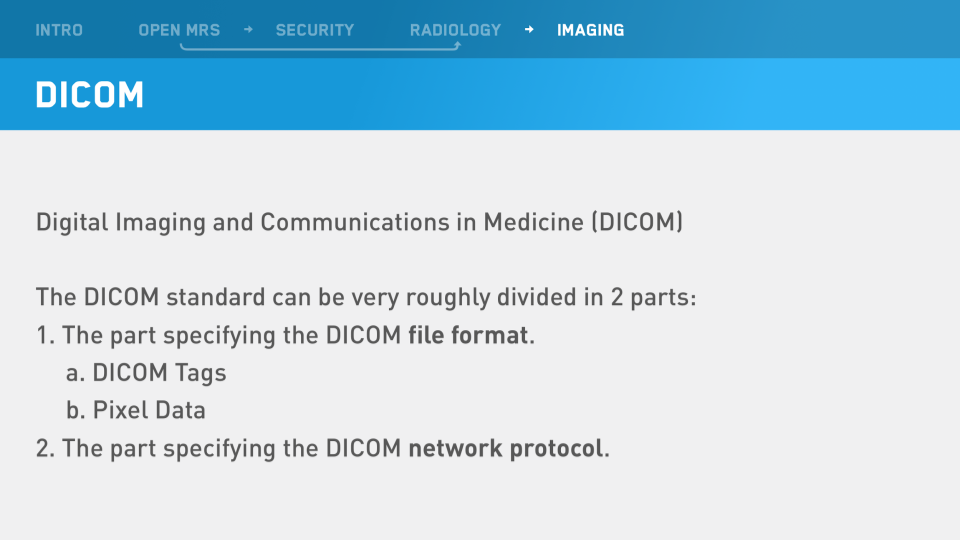 INTRO OPEN MRS → SECURITY RADIOLOGY → IMAGING
DICOM
Digital Imaging and Communications in Medicine (DICOM)
The DICOM standard can be very roughly divided in 2 parts:
1. The part specifying the DICOM file format.
a. DICOM Tags
b. Pixel Data
2. The part specifying the DICOM network protocol.